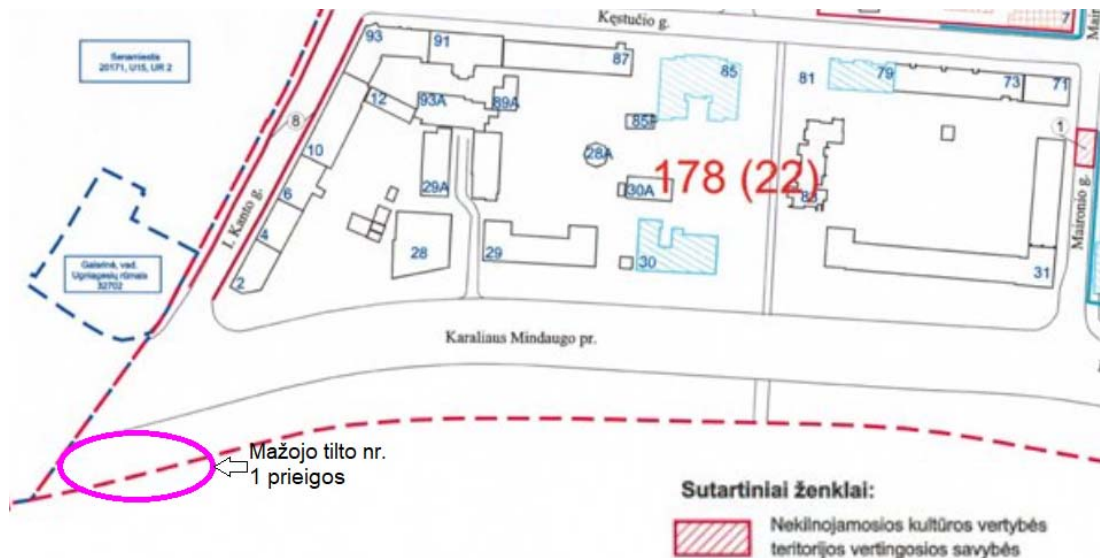 Kęstučio g.
7
Senamiestis
20171, U15, UR 2
93
91
87
85
81
79
73
71
12
93A
89A
85F
1
8
10
28A
178 (22)
29A
30A
83
6
I. Kanto g.
Maironio g.
4
28
29
30
31
2
Galerinė, vad.
Ugniagesių rūmais
32702
Karaliaus Mindaugo pr.
Mažojo tilto nr.
1 prieigos
Sutartiniai ženklai:
Nekilnojamosios kultūros vertybės
teritorijos vertingosios savybės